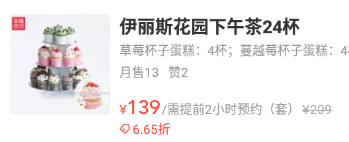 伊丽斯花园下午茶24杯
草莓杯子蛋糕：4杯；蔓越莓杯子蛋糕：4
月售13 赞2
¥139/需提前2小时预约（套） ¥209
6.65折